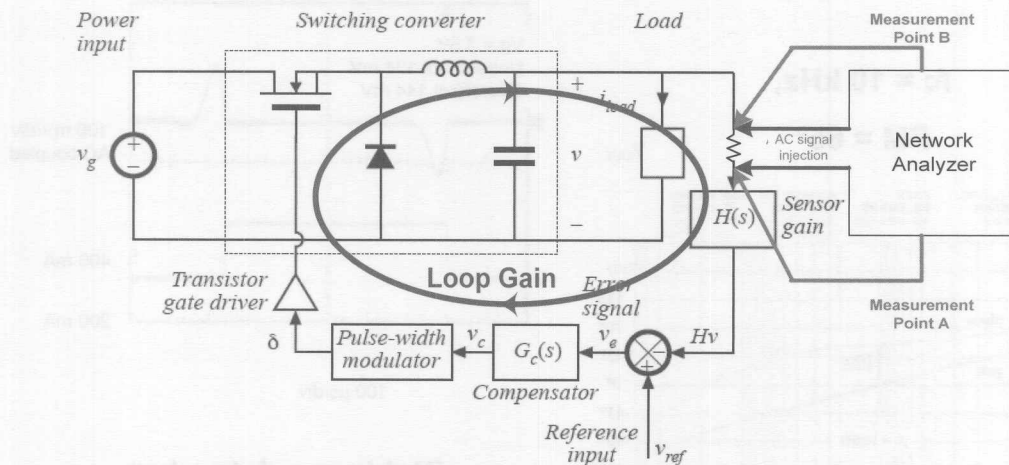 Power
input
Switching converter
Load
Measurement
Point B
v_g
+
−
+
v
−
i_load
AC signal
injection
Network
Analyzer
H(s)
Sensor
gain
Transistor
gate driver
Loop Gain
Error
signal
Measurement
Point A
δ
Pulse-width
modulator
v_c
G_c(s)
Compensator
v_e
−
+
Hv
Reference
input
v_ref